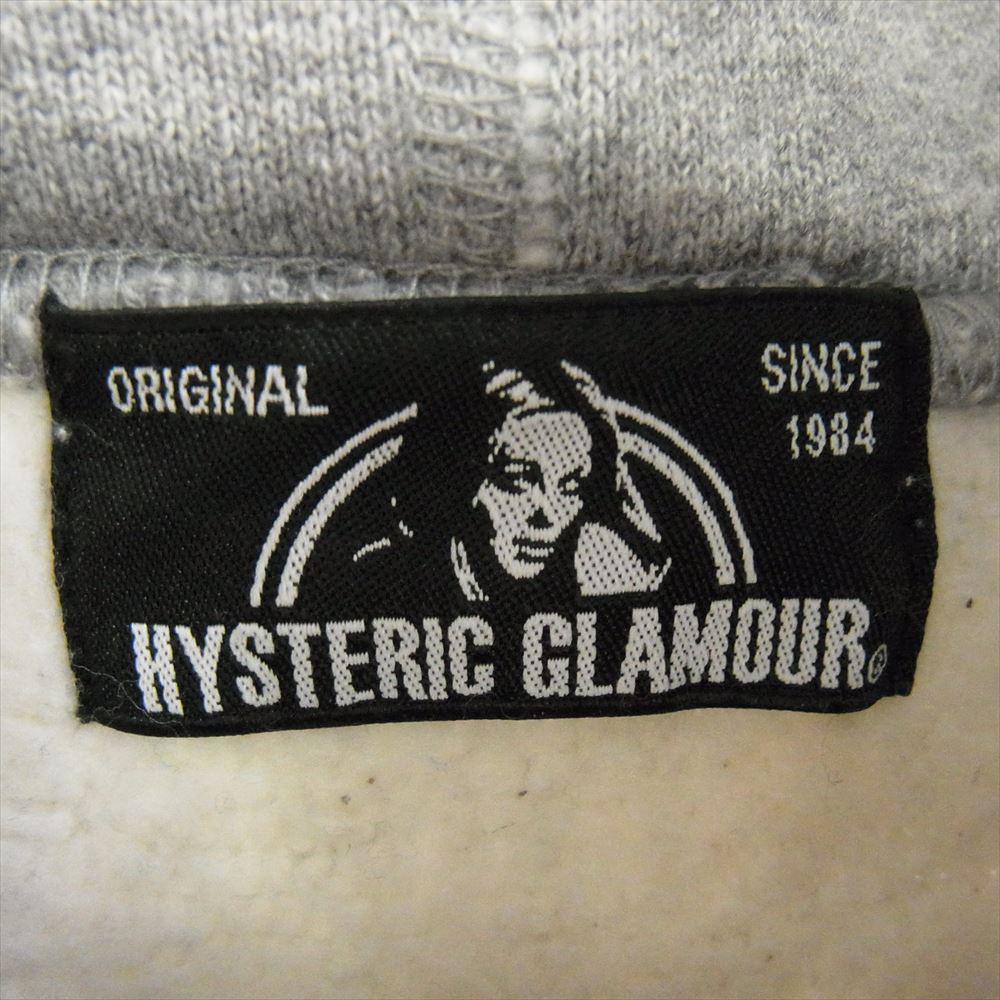 ORIGINAL
SINCE
1984
HYSTERIC GLAMOUR®